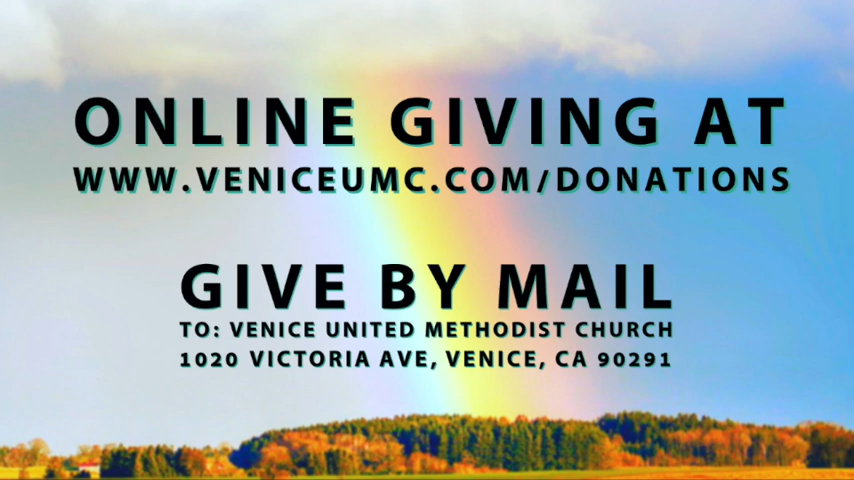 ONLINE GIVING AT
WWW.VENICEUMC.COM/DONATIONS
GIVE BY MAIL
TO: VENICE UNITED METHODIST CHURCH
1020 VICTORIA AVE, VENICE, CA 90291